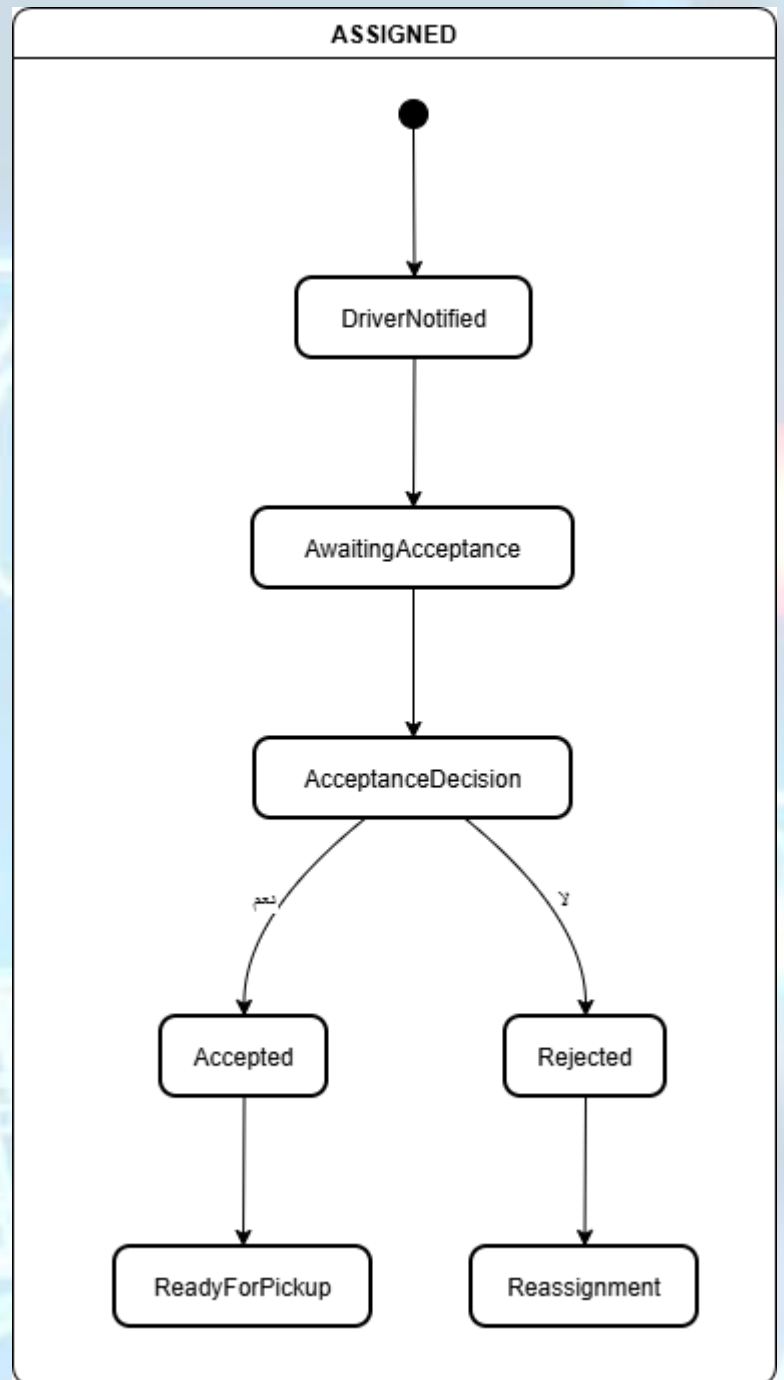 ASSIGNED
DriverNotified
AwaitingAcceptance
AcceptanceDecision
نعم
لا
Accepted
Rejected
ReadyForPickup
Reassignment